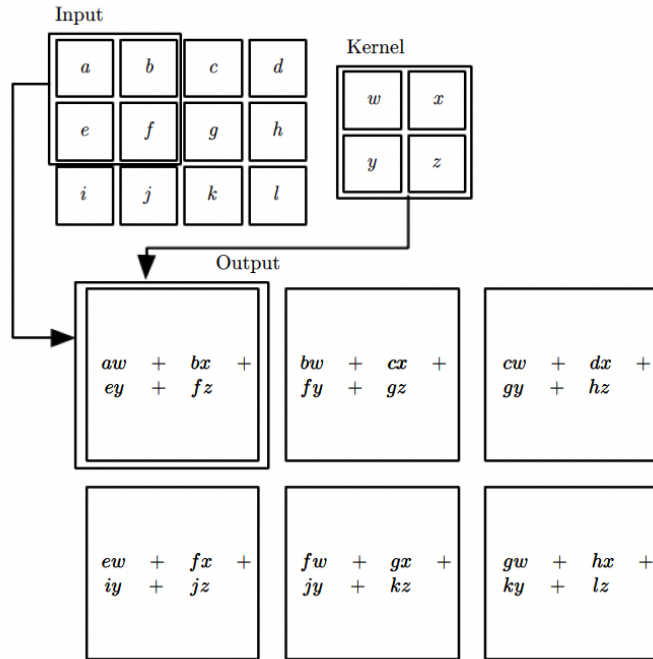 Input
Kernel
a b c d
w x
e f g h
y z
i j k l
Output
aw + bx +
ey + fz
bw + cx +
fy + gz
cw + dx +
gy + hz
ew + fx +
iy + jz
fw + gx +
jy + kz
gw + hx +
ky + lz